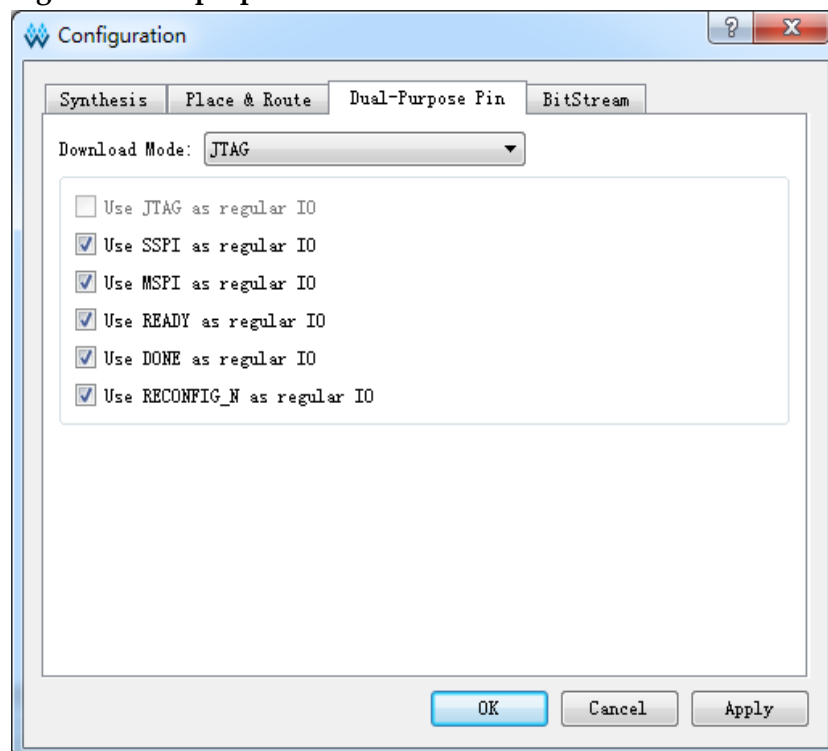 Configuration
Synthesis Place & Route Dual-Purpose Pin BitStream
Download Mode: JTAG
Use JTAG as regular IO
Use SSPI as regular IO
Use MSPI as regular IO
Use READY as regular IO
Use DONE as regular IO
Use RECONFIG_N as regular IO
OK Cancel Apply